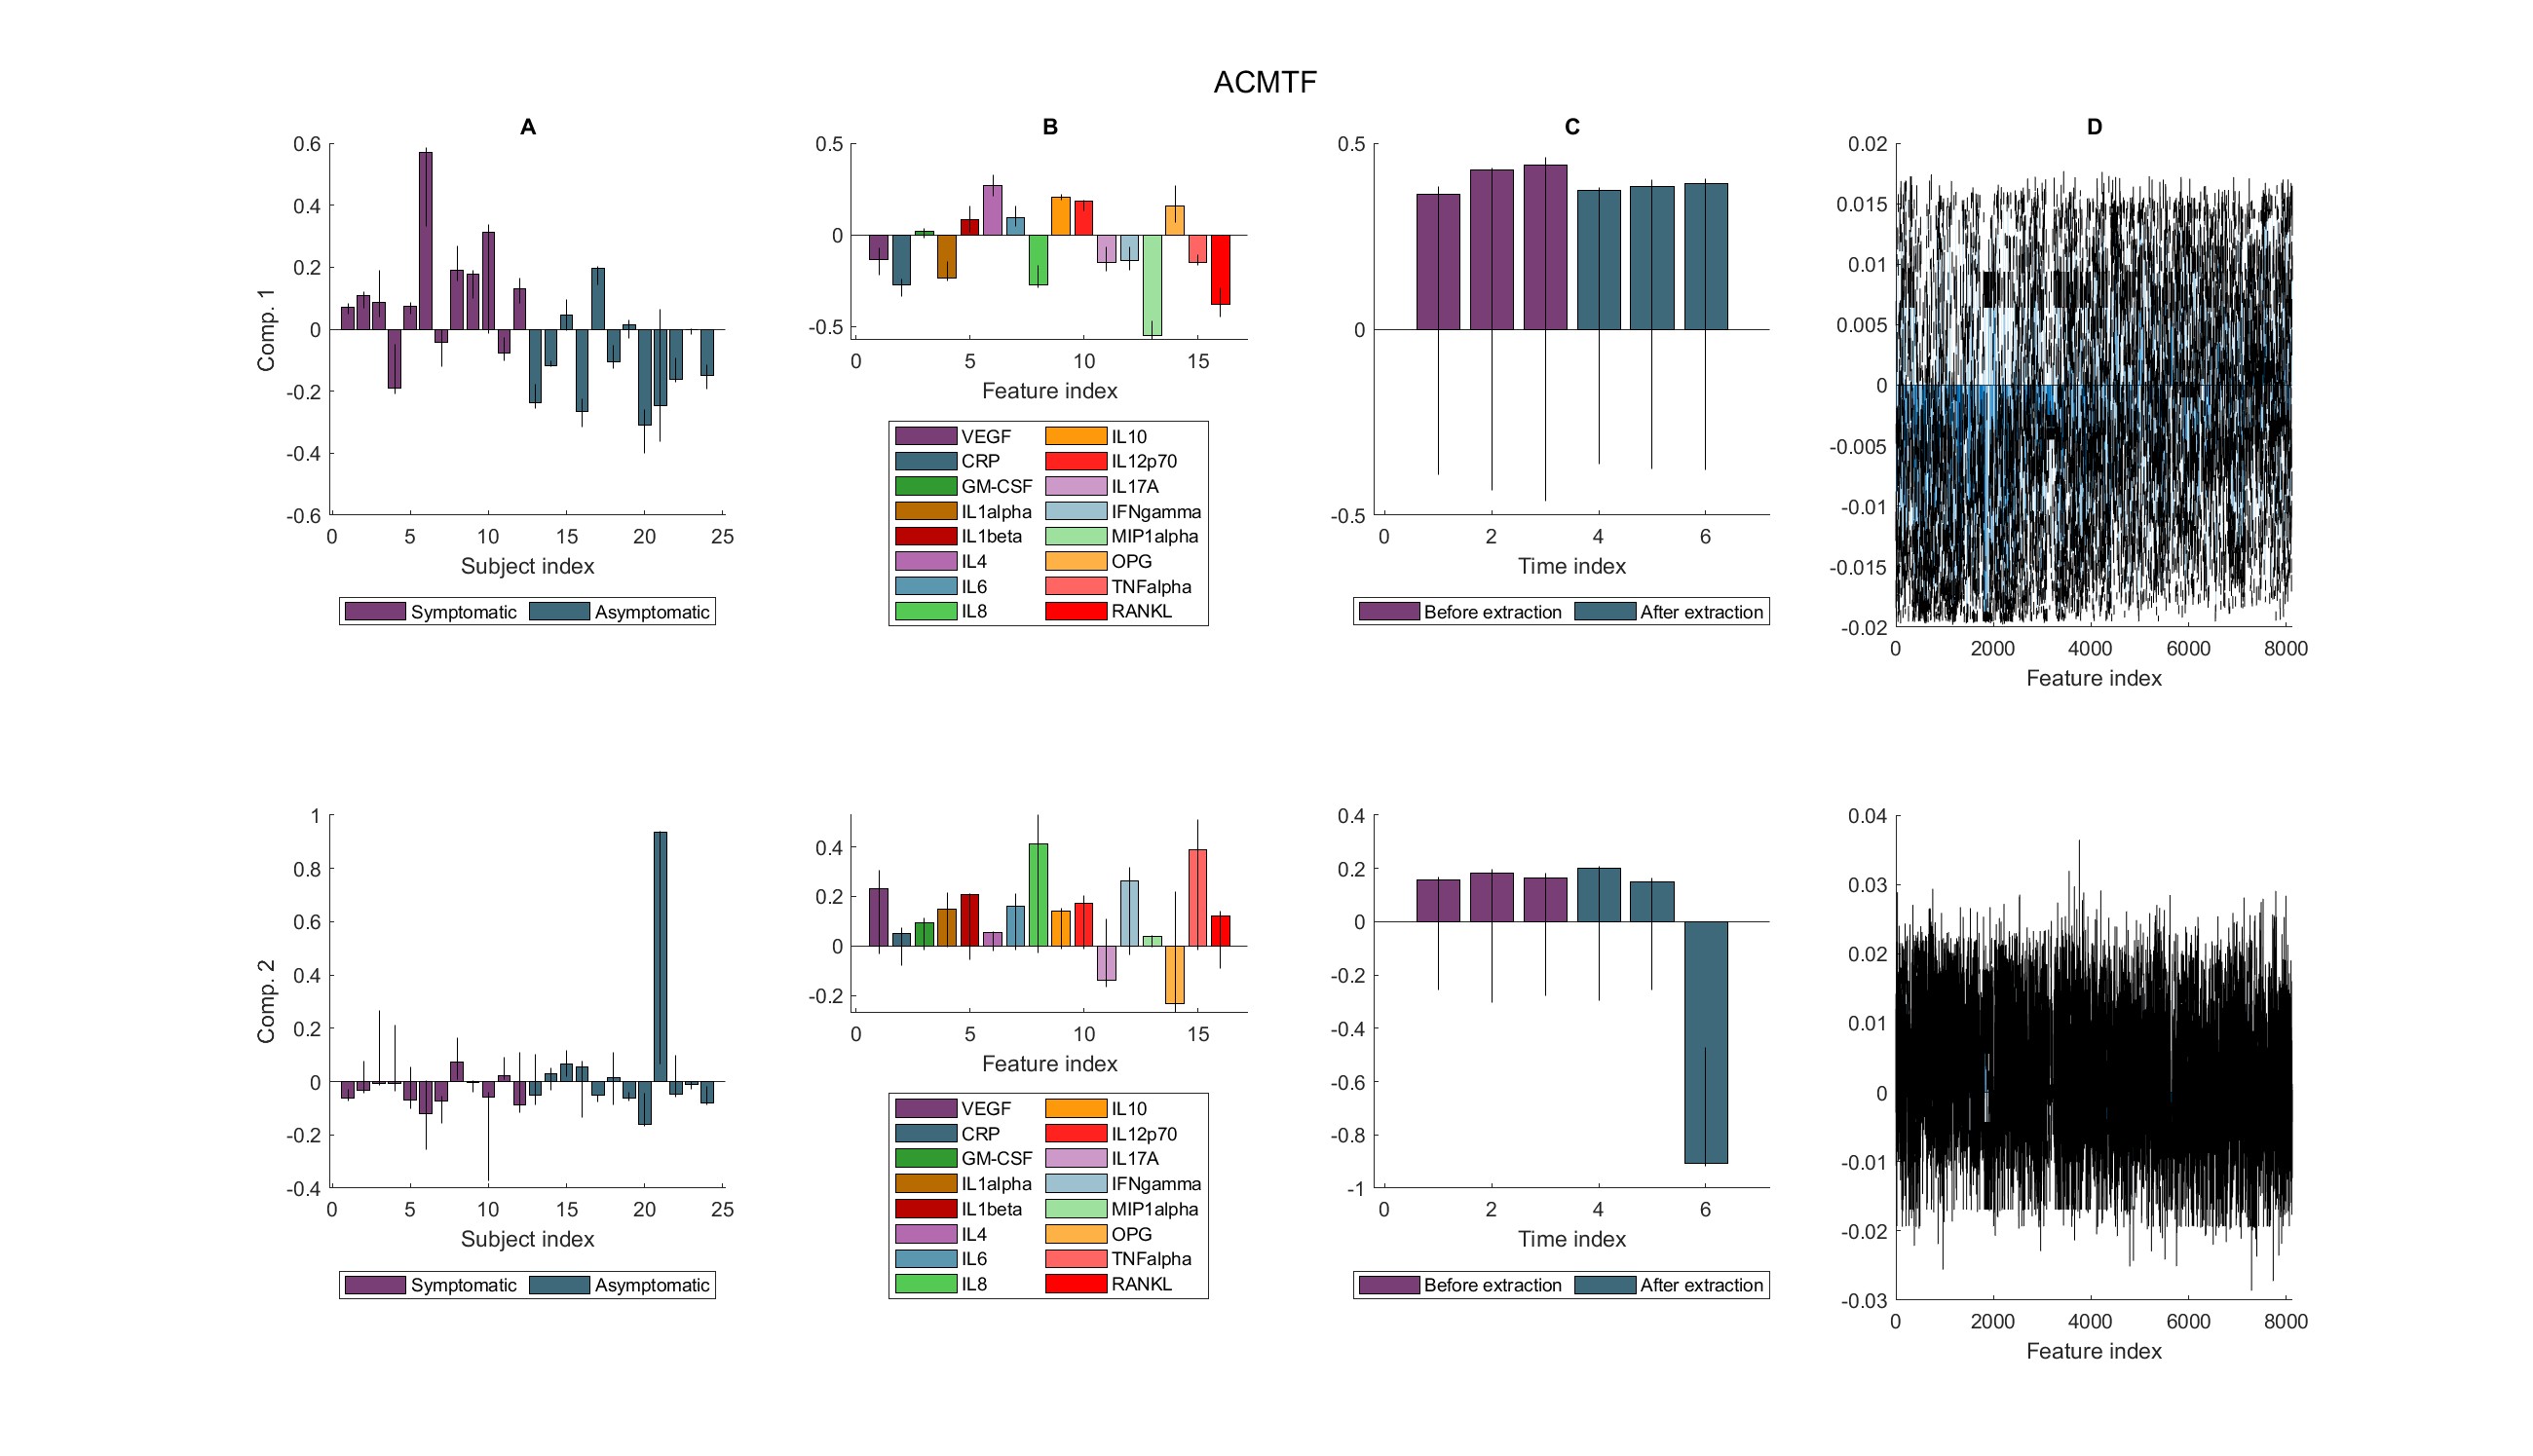 ACMTF
A
B
C
D
0.6
0.4
0.2
0
-0.2
-0.4
-0.6
Comp. 1
0 5 10 15 20 25
Subject index
Symptomatic Asymptomatic
0.5
0
-0.5
0 5 10 15
Feature index
VEGF IL10
CRP IL12p70
GM-CSF IL17A
IL1alpha IFNgamma
IL1beta MIP1alpha
IL4 OPG
IL6 TNFalpha
IL8 RANKL
0.5
0
-0.5
0 2 4 6
Time index
Before extraction After extraction
0.02
0.015
0.01
0.005
0
-0.005
-0.01
-0.015
-0.02
0 2000 4000 6000 8000
Feature index
1
0.8
0.6
0.4
0.2
0
-0.2
-0.4
Comp. 2
0 5 10 15 20 25
Subject index
Symptomatic Asymptomatic
0.4
0.2
0
-0.2
0 5 10 15
Feature index
VEGF IL10
CRP IL12p70
GM-CSF IL17A
IL1alpha IFNgamma
IL1beta MIP1alpha
IL4 OPG
IL6 TNFalpha
IL8 RANKL
0.4
0.2
0
-0.2
-0.4
-0.6
-0.8
-1
0 2 4 6
Time index
Before extraction After extraction
0.04
0.03
0.02
0.01
0
-0.01
-0.02
-0.03
0 2000 4000 6000 8000
Feature index